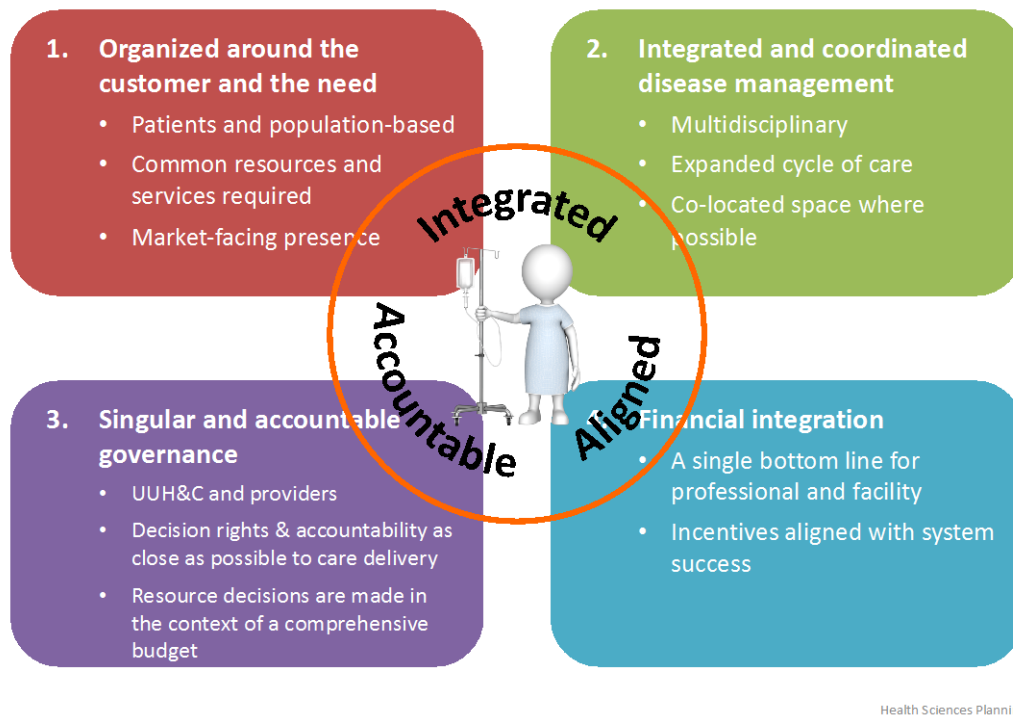 1. Organized around the
customer and the need
• Patients and population-based
• Common resources and
services required
• Market-facing presence
2. Integrated and coordinated
disease management
• Multidisciplinary
• Expanded cycle of care
• Co-located space where
possible
Integrated
Accountable
Aligned
3. Singular and accountable
governance
• UUH&C and providers
• Decision rights & accountability as
close as possible to care delivery
• Resource decisions are made in
the context of a comprehensive
budget
Financial integration
• A single bottom line for
professional and facility
• Incentives aligned with system
success
Health Sciences Planni